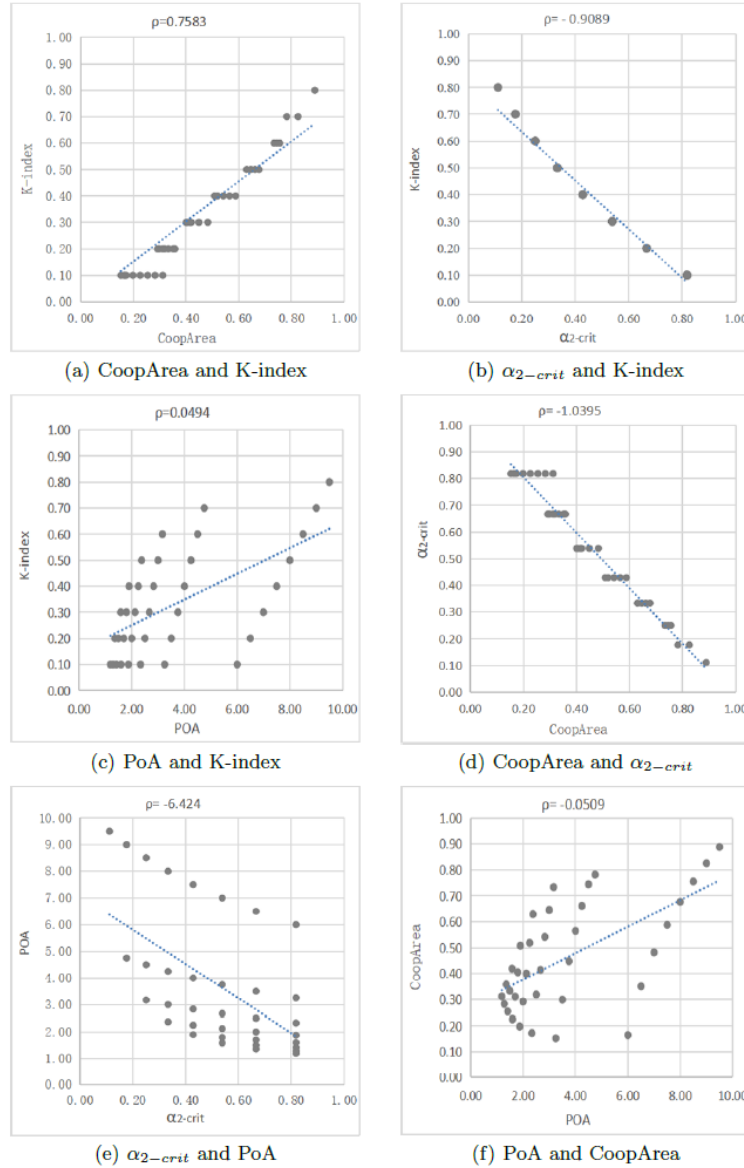 ρ=0.7583
1.00
0.90
0.80
0.70
0.60
0.50
0.40
0.30
0.20
0.10
0.00
K-index
0.00 0.20 0.40 0.60 0.80 1.00
CoopArea
(a) CoopArea and K-index
ρ= - 0.9089
1.00
0.90
0.80
0.70
0.60
0.50
0.40
0.30
0.20
0.10
0.00
K-index
0.00 0.20 0.40 0.60 0.80 1.00
α2-crit
(b) α2−crit and K-index
ρ=0.0494
1.00
0.90
0.80
0.70
0.60
0.50
0.40
0.30
0.20
0.10
0.00
K-index
0.00 2.00 4.00 6.00 8.00 10.00
POA
(c) PoA and K-index
ρ= -1.0395
1.00
0.90
0.80
0.70
0.60
0.50
0.40
0.30
0.20
0.10
0.00
α2-crit
0.00 0.20 0.40 0.60 0.80 1.00
CoopArea
(d) CoopArea and α2−crit
ρ= -6.424
10.00
9.00
8.00
7.00
6.00
5.00
4.00
3.00
2.00
1.00
0.00
POA
0.00 0.20 0.40 0.60 0.80 1.00
α2-crit
(e) α2−crit and PoA
ρ= -0.0509
1.00
0.90
0.80
0.70
0.60
0.50
0.40
0.30
0.20
0.10
0.00
CoopArea
0.00 2.00 4.00 6.00 8.00 10.00
POA
(f) PoA and CoopArea